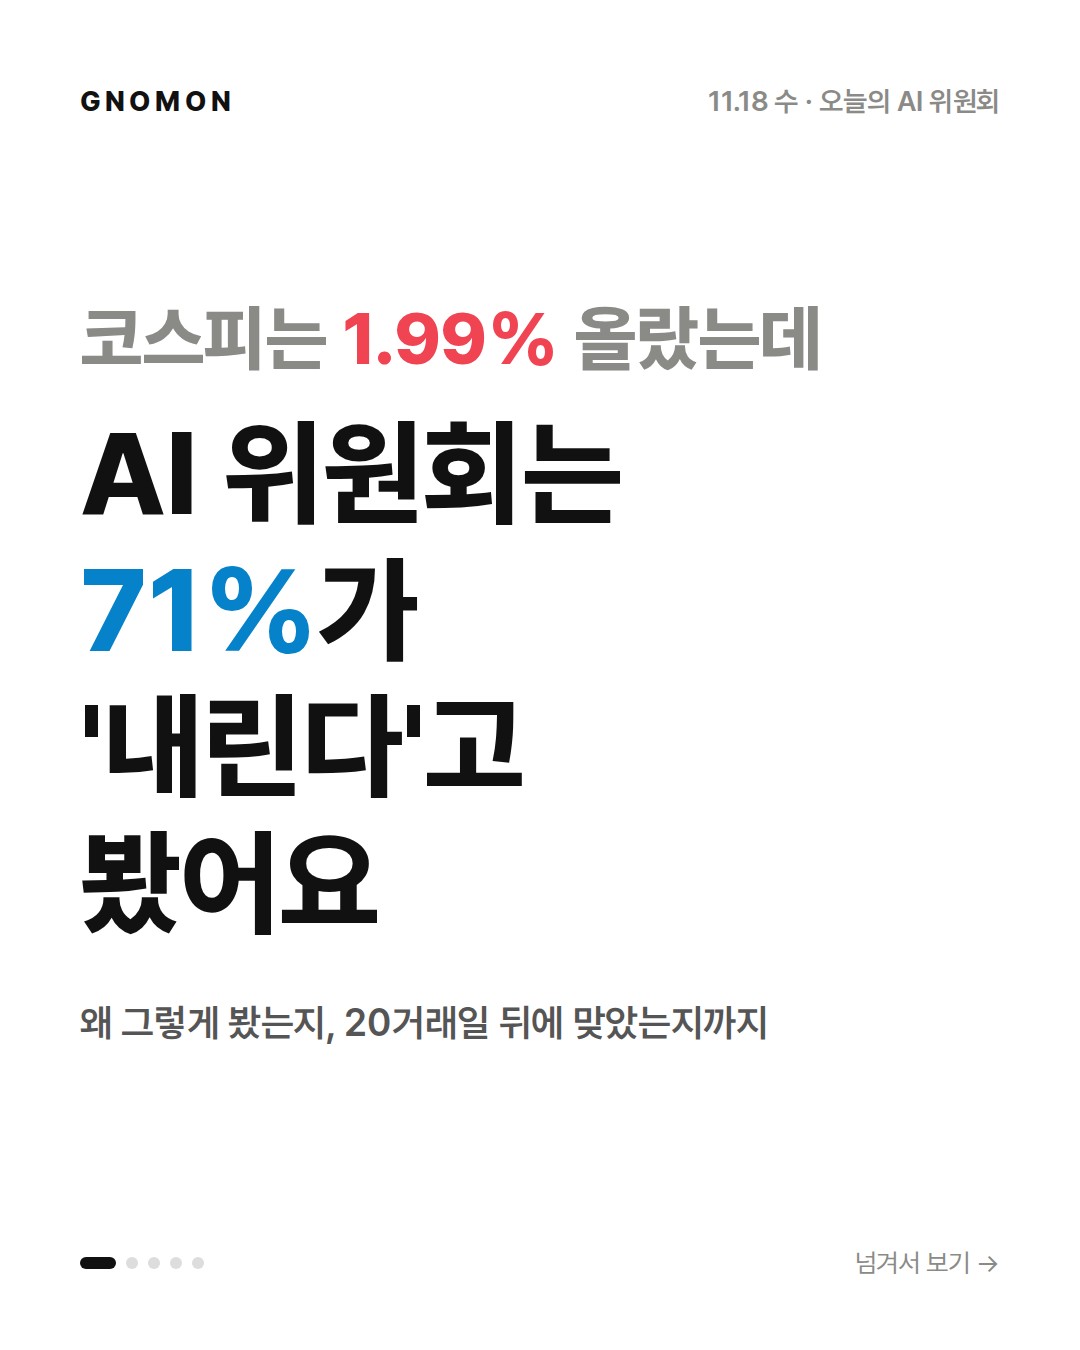 GNOMON
11.18 수 · 오늘의 AI 위원회
코스피는 1.99% 올랐는데
AI 위원회는
71%가
'내린다'고
봤어요
왜 그렇게 봤는지, 20거래일 뒤에 맞았는지까지
넘겨서 보기 →